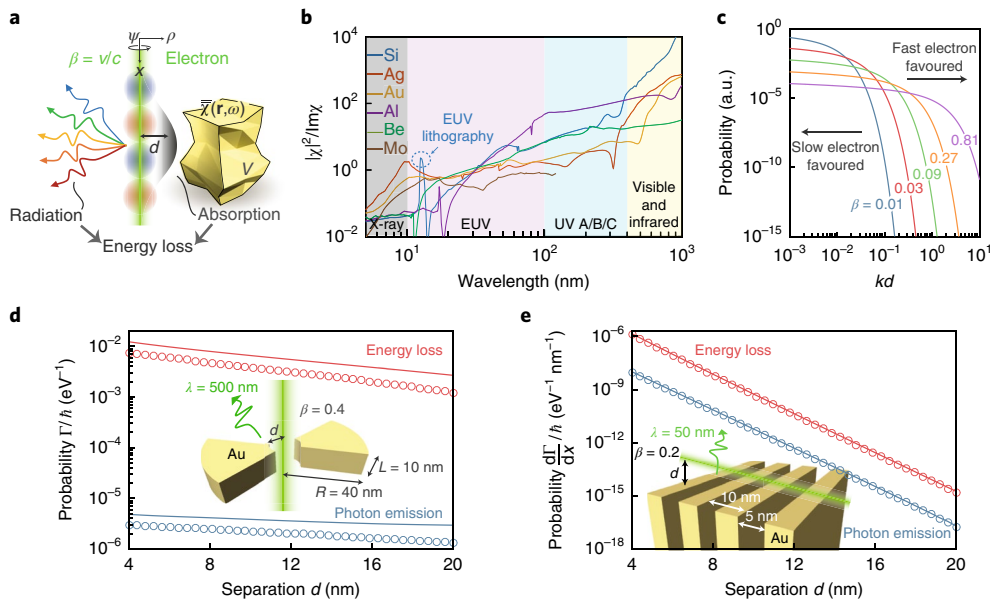 a
ψ
ρ
β = v/c
Electron
x
χ(r,ω)
d
V
Radiation
Absorption
Energy loss
b
|χ|²/Imχ
10⁴
10²
10⁰
10⁻²
Si
Ag
Au
Al
Be
Mo
EUV
lithography
X-ray
EUV
UV A/B/C
Visible
and
infrared
10¹
10²
10³
Wavelength (nm)
c
Probability (a.u.)
10⁰
10⁻⁵
10⁻¹⁰
10⁻¹⁵
Fast electron
favoured
Slow electron
favoured
0.81
0.27
0.09
0.03
β = 0.01
10⁻³
10⁻²
10⁻¹
10⁰
10¹
kd
d
Probability Γ/ħ (eV⁻¹)
10⁻²
10⁻³
10⁻⁴
10⁻⁵
10⁻⁶
Energy loss
λ = 500 nm
β = 0.4
d
Au
L = 10 nm
R = 40 nm
Photon emission
4
8
12
16
20
Separation d (nm)
e
Probability dΓ/dx /ħ (eV⁻¹ nm⁻¹)
10⁻⁶
10⁻⁹
10⁻¹²
10⁻¹⁵
10⁻¹⁸
Energy loss
λ = 50 nm
β = 0.2
d
10 nm
5 nm
Au
Photon emission
4
8
12
16
20
Separation d (nm)